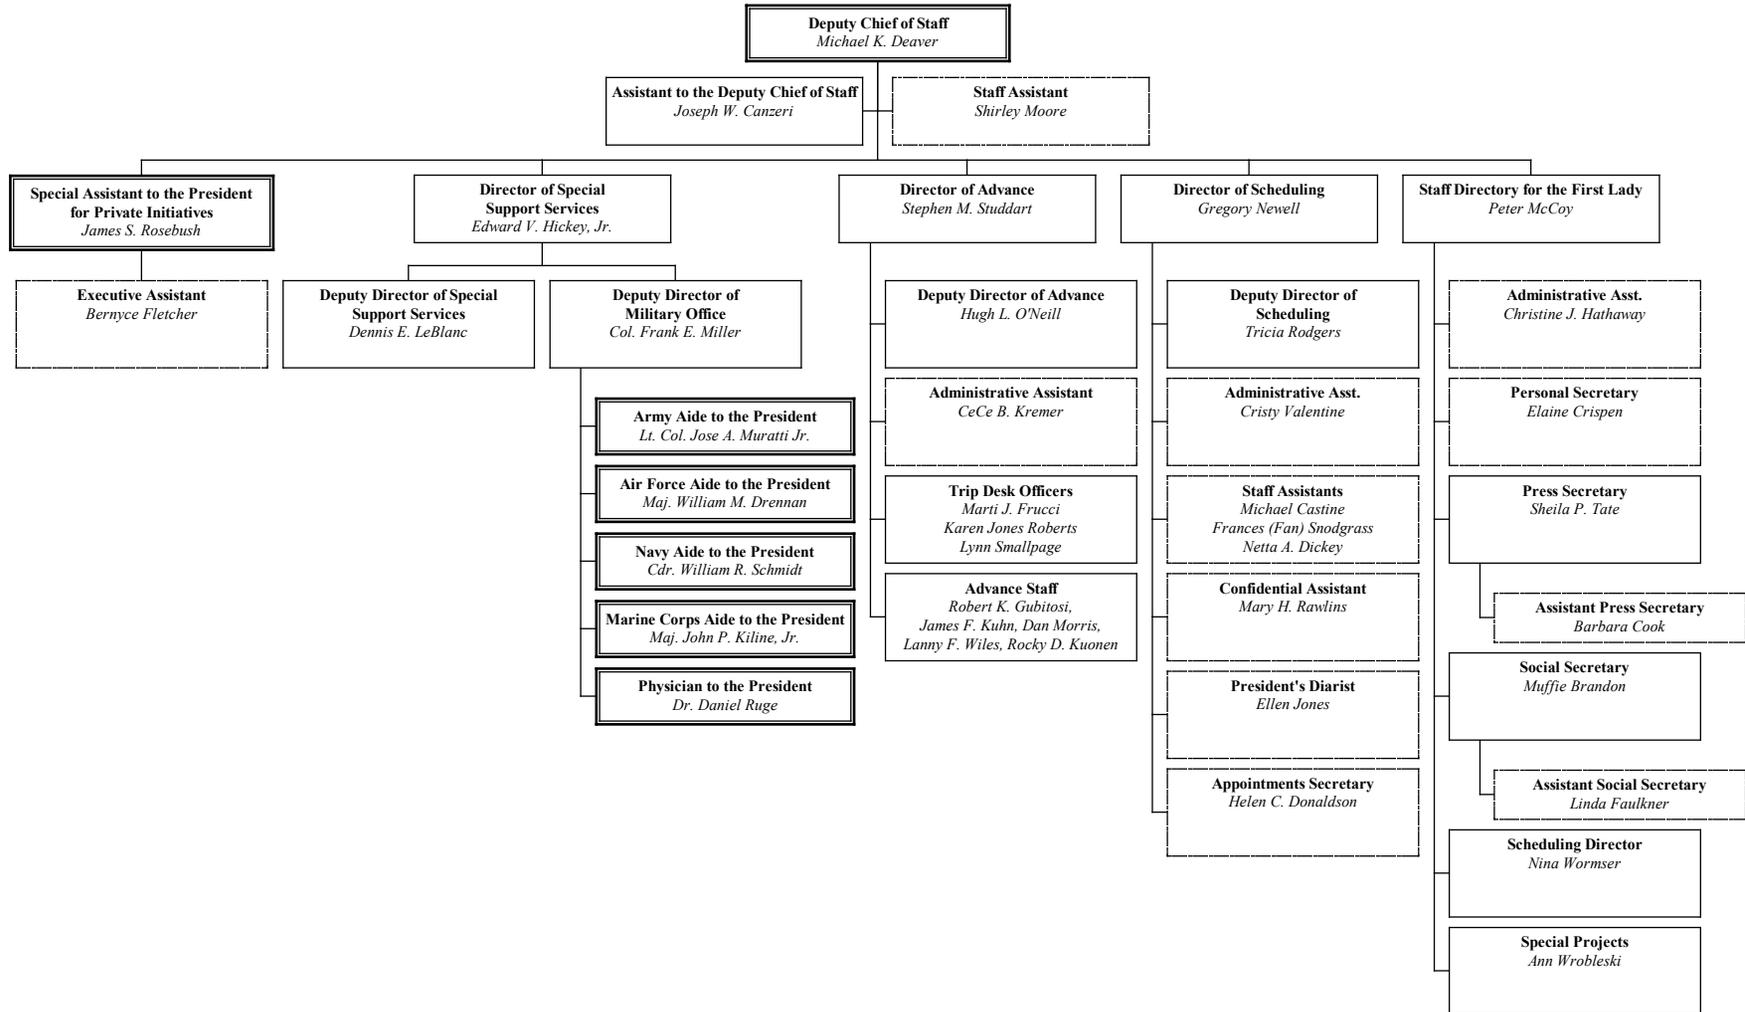 Deputy Chief of Staff
Michael K. Deaver
Assistant to the Deputy Chief of Staff
Joseph W. Canzeri
Staff Assistant
Shirley Moore
Special Assistant to the President
for Private Initiatives
James S. Rosebush
Director of Special
Support Services
Edward V. Hickey, Jr.
Director of Advance
Stephen M. Studdart
Director of Scheduling
Gregory Newell
Staff Directory for the First Lady
Peter McCoy
Executive Assistant
Bernyce Fletcher
Deputy Director of Special
Support Services
Dennis E. LeBlanc
Deputy Director of
Military Office
Col. Frank E. Miller
Army Aide to the President
Lt. Col. Jose A. Muratti Jr.
Air Force Aide to the President
Maj. William M. Drennan
Navy Aide to the President
Cdr. William R. Schmidt
Marine Corps Aide to the President
Maj. John P. Kiline, Jr.
Physician to the President
Dr. Daniel Ruge
Deputy Director of Advance
Hugh L. O'Neill
Administrative Assistant
CeCe B. Kremer
Trip Desk Officers
Marti J. Frucci
Karen Jones Roberts
Lynn Smallpage
Advance Staff
Robert K. Gubitosi,
James F. Kuhn, Dan Morris,
Lanny F. Wiles, Rocky D. Kuonen
Deputy Director of
Scheduling
Tricia Rodgers
Administrative Asst.
Cristy Valentine
Staff Assistants
Michael Castine
Frances (Fan) Snodgrass
Netta A. Dickey
Confidential Assistant
Mary H. Rawlins
President's Diarist
Ellen Jones
Appointments Secretary
Helen C. Donaldson
Administrative Asst.
Christine J. Hathaway
Personal Secretary
Elaine Crispen
Press Secretary
Sheila P. Tate
Assistant Press Secretary
Barbara Cook
Social Secretary
Muffie Brandon
Assistant Social Secretary
Linda Faulkner
Scheduling Director
Nina Wormser
Special Projects
Ann Wrobleski